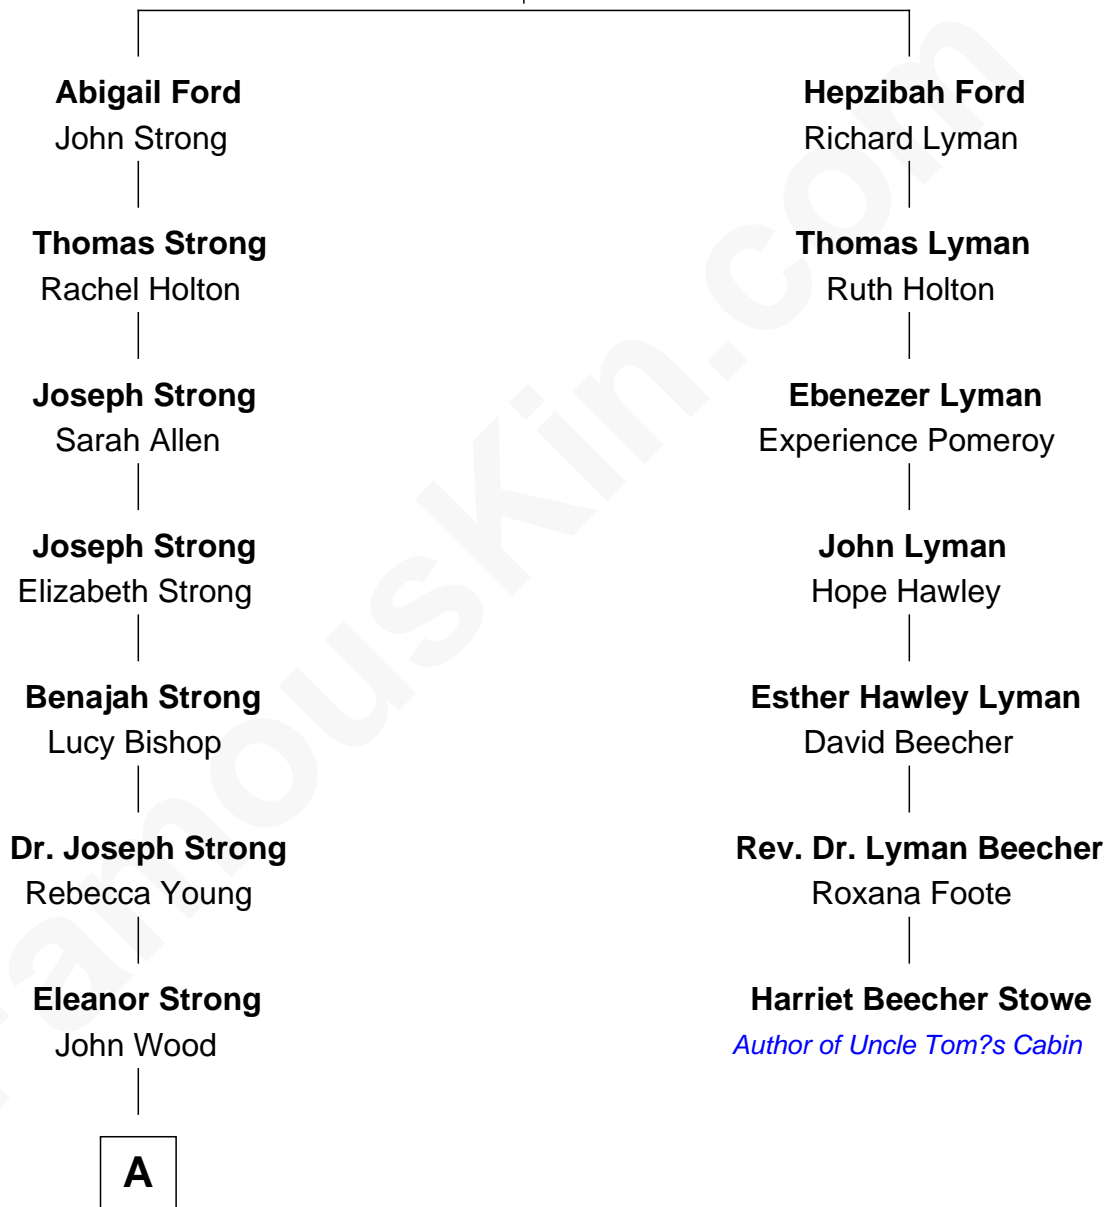 Abigail Ford
John Strong
Hepzibah Ford
Richard Lyman
Thomas Strong
Rachel Holton
Thomas Lyman
Ruth Holton
Joseph Strong
Sarah Allen
Ebenezer Lyman
Experience Pomeroy
Joseph Strong
Elizabeth Strong
John Lyman
Hope Hawley
Benajah Strong
Lucy Bishop
Esther Hawley Lyman
David Beecher
Dr. Joseph Strong
Rebecca Young
Rev. Dr. Lyman Beecher
Roxana Foote
Eleanor Strong
John Wood
Harriet Beecher Stowe
Author of Uncle Tom?s Cabin
A
FamousKin.com